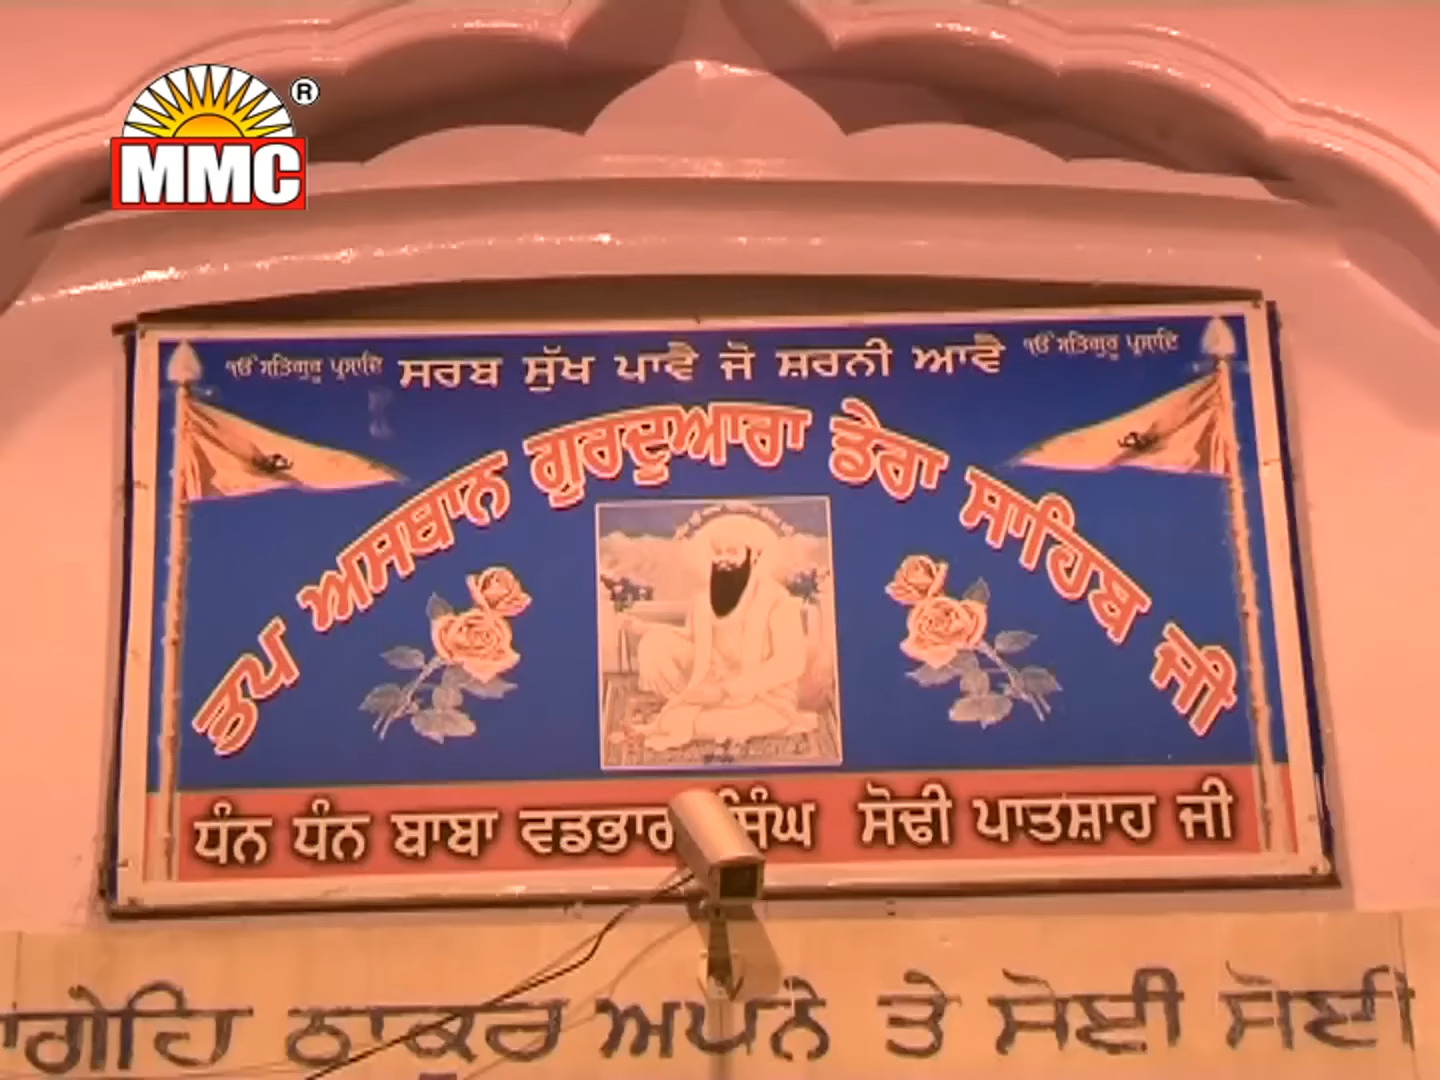 MMC ®
ੴ ਸਤਿਗੁਰ ਪ੍ਰਸਾਦਿ ਸਰਬ ਸੁੱਖ ਪਾਵੈ ਜੋ ਸ਼ਰਨੀ ਆਵੈ ੴ ਸਤਿਗੁਰ ਪ੍ਰਸਾਦਿ
ਤਪ ਅਸਥਾਨ ਗੁਰਦੁਆਰਾ ਡੇਰਾ ਸਾਹਿਬ ਜੀ
ਧੰਨ ਧੰਨ ਬਾਬਾ ਵਡਭਾਗ ਸਿੰਘ ਸੋਢੀ ਪਾਤਸ਼ਾਹ ਜੀ
ਠਾਕੁਰ ਅਪਨੇ ਤੇ ਸੋਈ ਸੋਈ